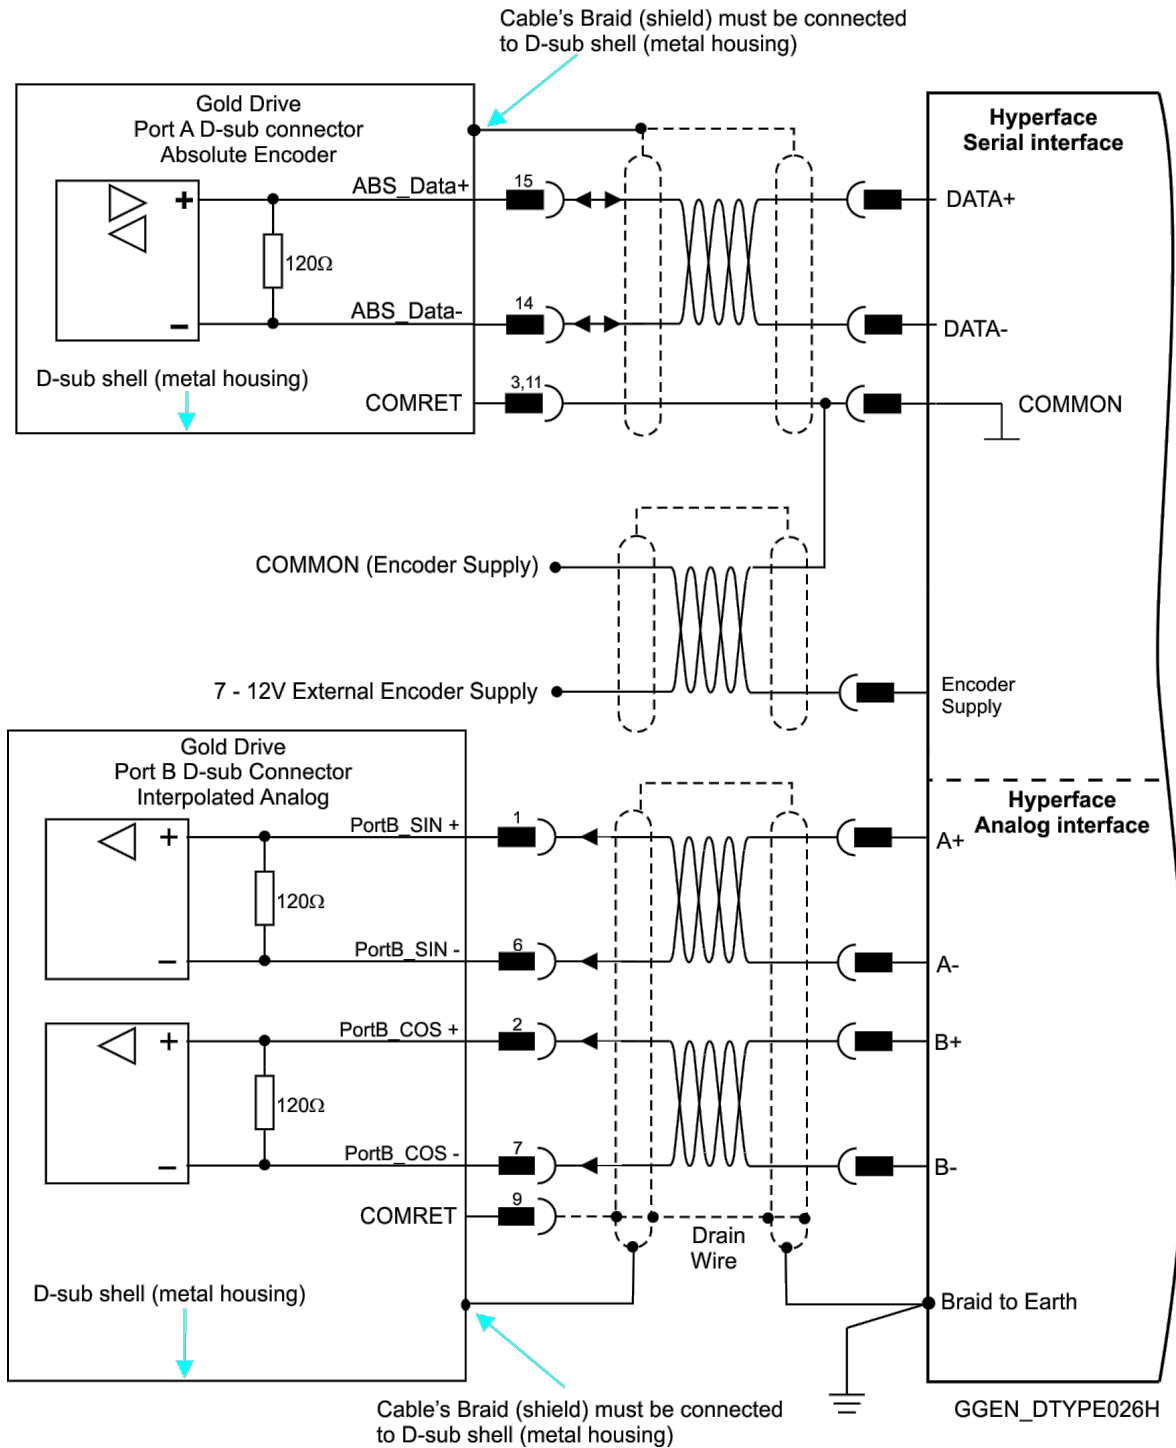 Cable's Braid (shield) must be connected
to D-sub shell (metal housing)
Gold Drive
Port A D-sub connector
Absolute Encoder
Hyperface
Serial interface
+
ABS_Data+
15
DATA+
120Ω
−
ABS_Data-
14
DATA-
D-sub shell (metal housing)
COMRET
3,11
COMMON
COMMON (Encoder Supply)
7 - 12V External Encoder Supply
Encoder
Supply
Gold Drive
Port B D-sub Connector
Interpolated Analog
Hyperface
Analog interface
+
PortB_SIN +
1
A+
120Ω
−
PortB_SIN -
6
A-
+
PortB_COS +
2
B+
120Ω
−
PortB_COS -
7
B-
COMRET
9
Drain
Wire
D-sub shell (metal housing)
Braid to Earth
Cable's Braid (shield) must be connected
to D-sub shell (metal housing)
GGEN_DTYPE026H